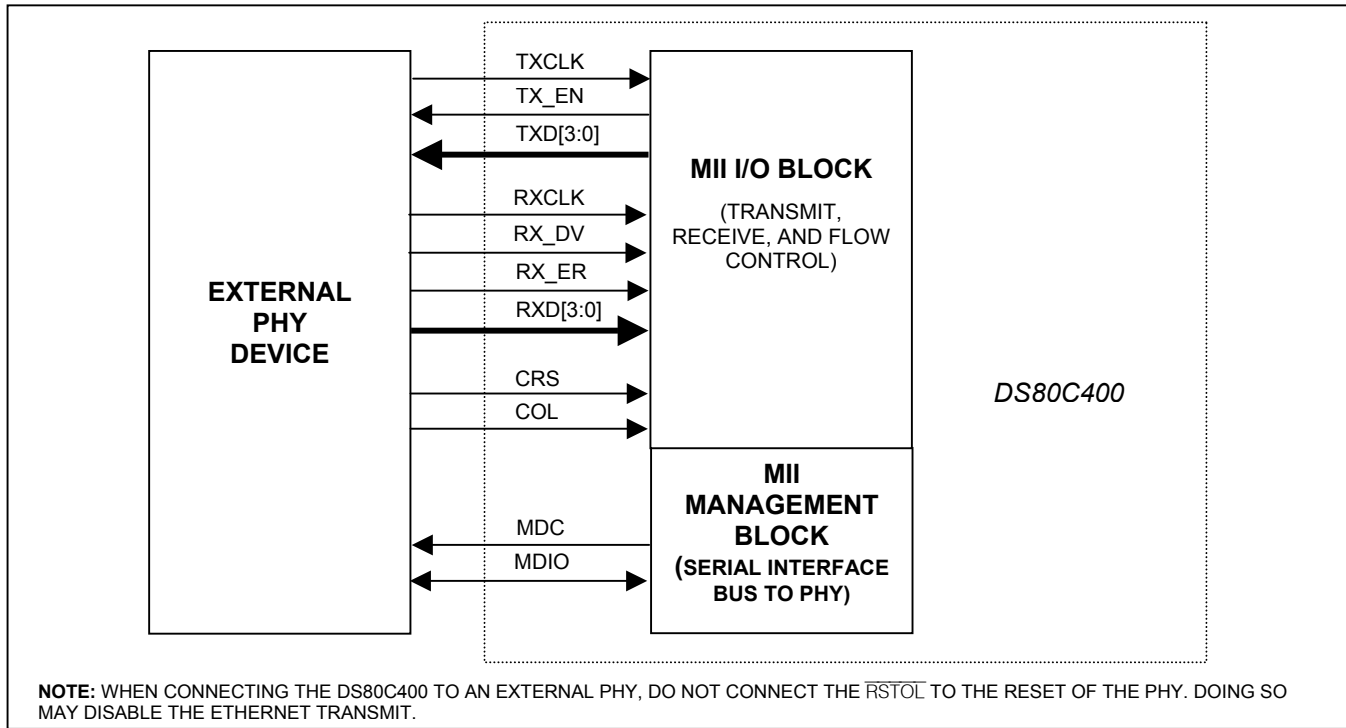 TXCLK
TX_EN
TXD[3:0]
RXCLK
RX_DV
RX_ER
RXD[3:0]
CRS
COL
MDC
MDIO
EXTERNAL
PHY
DEVICE
MII I/O BLOCK
(TRANSMIT,
RECEIVE, AND FLOW
CONTROL)
MII
MANAGEMENT
BLOCK
(SERIAL INTERFACE
BUS TO PHY)
DS80C400
NOTE: WHEN CONNECTING THE DS80C400 TO AN EXTERNAL PHY, DO NOT CONNECT THE RSTOL TO THE RESET OF THE PHY. DOING SO
MAY DISABLE THE ETHERNET TRANSMIT.